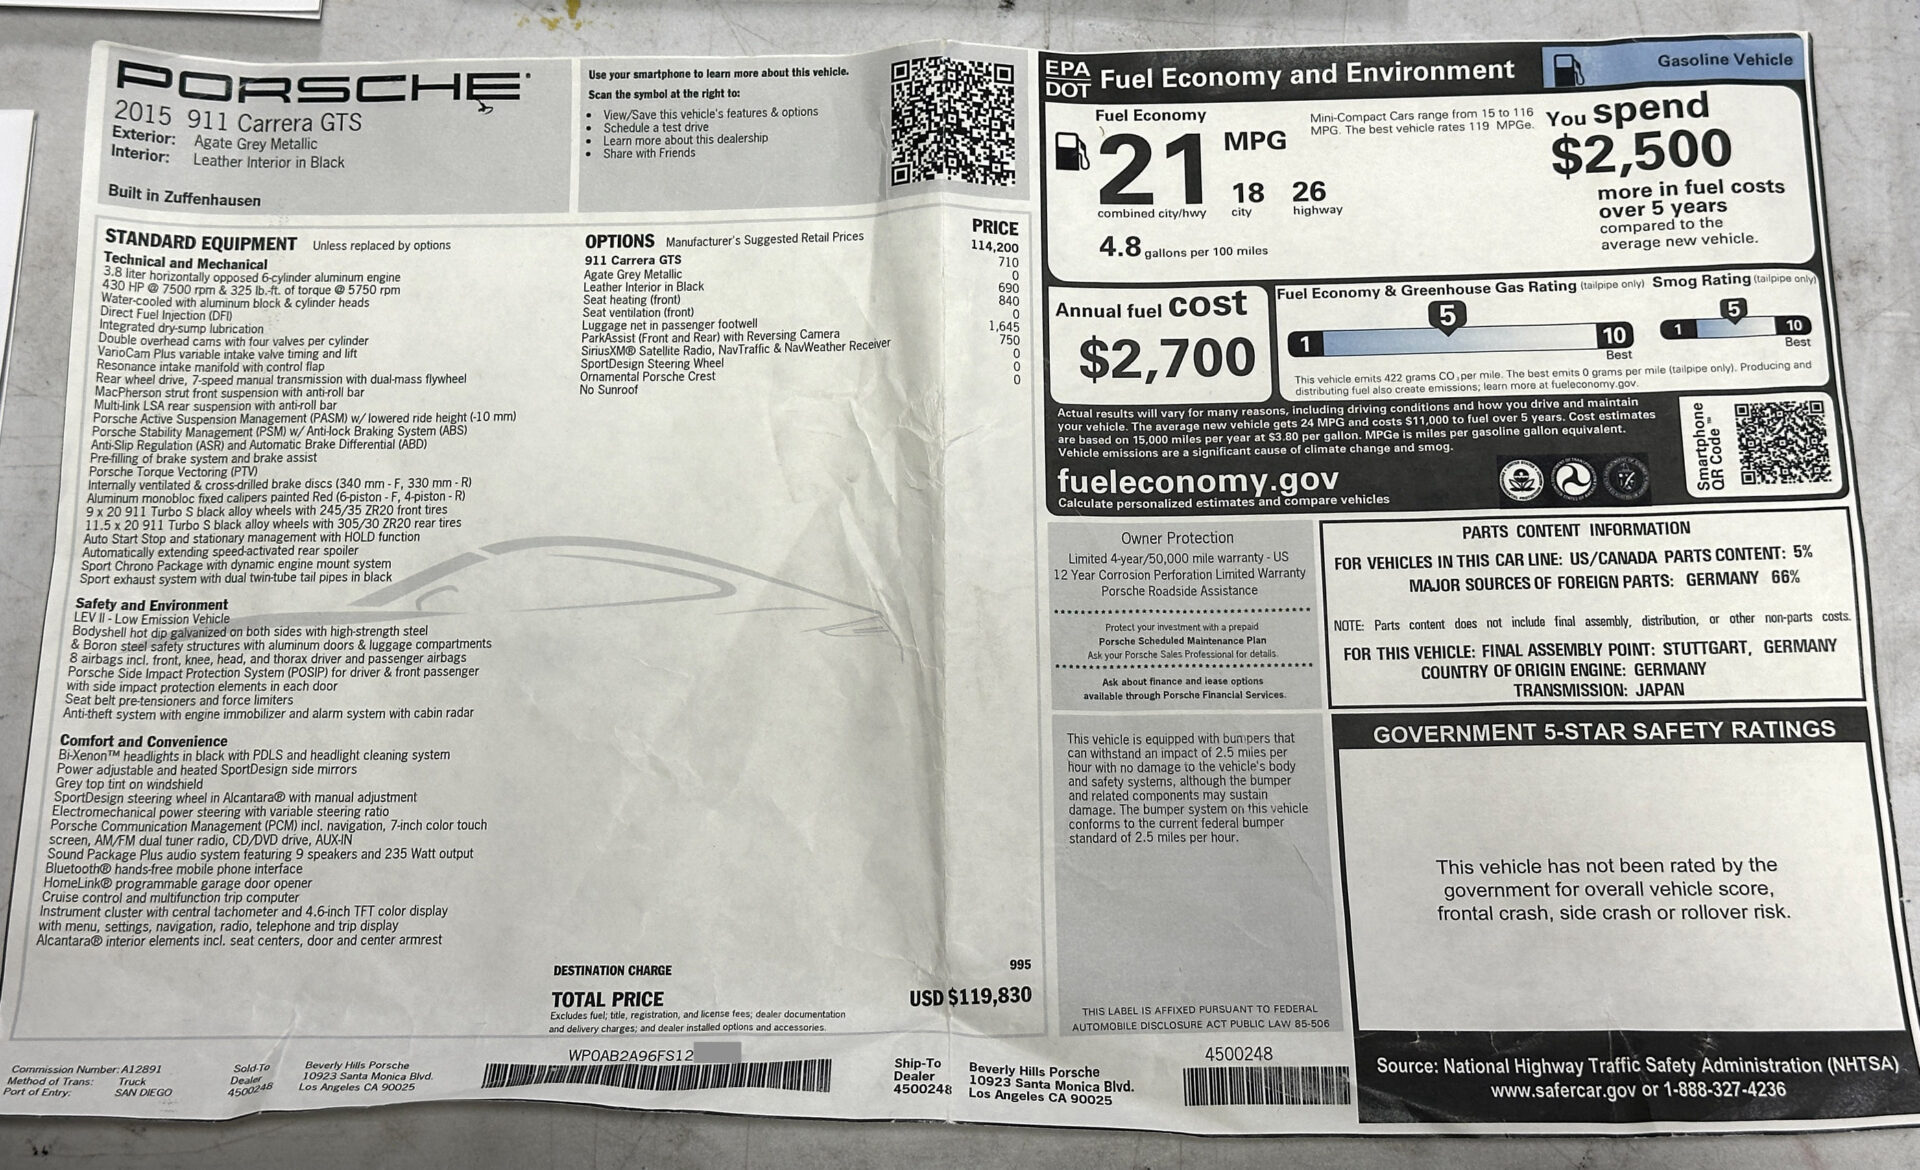 PORSCHE
2015 911 Carrera GTS
Exterior: Agate Grey Metallic
Interior: Leather Interior in Black
Built in Zuffenhausen
Use your smartphone to learn more about this vehicle.
Scan the symbol at the right to:
• View/Save this vehicle's features & options
• Schedule a test drive
• Learn more about this dealership
• Share with Friends
STANDARD EQUIPMENT Unless replaced by options
Technical and Mechanical
3.8 liter horizontally opposed 6-cylinder aluminum engine
430 HP @ 7500 rpm & 325 lb.-ft. of torque @ 5750 rpm
Water-cooled with aluminum block & cylinder heads
Direct Fuel Injection (DFI)
Integrated dry-sump lubrication
Double overhead cams with four valves per cylinder
VarioCam Plus variable intake valve timing and lift
Resonance intake manifold with control flap
Rear wheel drive, 7-speed manual transmission with dual-mass flywheel
MacPherson strut front suspension with anti-roll bar
Multi-link LSA rear suspension with anti-roll bar
Porsche Active Suspension Management (PASM) w/ lowered ride height (-10 mm)
Porsche Stability Management (PSM) w/ Anti-lock Braking System (ABS)
Anti-Slip Regulation (ASR) and Automatic Brake Differential (ABD)
Pre-filling of brake system and brake assist
Porsche Torque Vectoring (PTV)
Internally ventilated & cross-drilled brake discs (340 mm - F, 330 mm - R)
Aluminum monobloc fixed calipers painted Red (6-piston - F, 4-piston - R)
9 x 20 911 Turbo S black alloy wheels with 245/35 ZR20 front tires
11.5 x 20 911 Turbo S black alloy wheels with 305/30 ZR20 rear tires
Auto Start Stop and stationary management with HOLD function
Automatically extending speed-activated rear spoiler
Sport Chrono Package with dynamic engine mount system
Sport exhaust system with dual twin-tube tail pipes in black
Safety and Environment
LEV II - Low Emission Vehicle
Bodyshell hot dip galvanized on both sides with high-strength steel
& Boron steel safety structures with aluminum doors & luggage compartments
8 airbags incl. front, knee, head, and thorax driver and passenger airbags
Porsche Side Impact Protection System (POSIP) for driver & front passenger
with side impact protection elements in each door
Seat belt pre-tensioners and force limiters
Anti-theft system with engine immobilizer and alarm system with cabin radar
Comfort and Convenience
Bi-Xenon™ headlights in black with PDLS and headlight cleaning system
Power adjustable and heated SportDesign side mirrors
Grey top tint on windshield
SportDesign steering wheel in Alcantara® with manual adjustment
Electromechanical power steering with variable steering ratio
Porsche Communication Management (PCM) incl. navigation, 7-inch color touch
screen, AM/FM dual tuner radio, CD/DVD drive, AUX-IN
Sound Package Plus audio system featuring 9 speakers and 235 Watt output
Bluetooth® hands-free mobile phone interface
HomeLink® programmable garage door opener
Cruise control and multifunction trip computer
Instrument cluster with central tachometer and 4.6-inch TFT color display
with menu, settings, navigation, radio, telephone and trip display
Alcantara® interior elements incl. seat centers, door and center armrest
OPTIONS Manufacturer's Suggested Retail Prices PRICE
911 Carrera GTS 114,200
Agate Grey Metallic 710
Leather Interior in Black 0
Seat heating (front) 690
Seat ventilation (front) 840
Luggage net in passenger footwell 0
ParkAssist (Front and Rear) with Reversing Camera 1,645
SiriusXM® Satellite Radio, NavTraffic & NavWeather Receiver 750
SportDesign Steering Wheel 0
Ornamental Porsche Crest 0
No Sunroof 0
DESTINATION CHARGE 995
TOTAL PRICE USD $119,830
Excludes fuel; title, registration, and license fees; dealer documentation
and delivery charges; and dealer installed options and accessories.
Commission Number: A12891
Method of Trans: Truck
Port of Entry: SAN DIEGO
Sold-To
Dealer
4500248
Beverly Hills Porsche
10923 Santa Monica Blvd.
Los Angeles CA 90025
WP0AB2A96FS12
Ship-To
Dealer
4500248
Beverly Hills Porsche
10923 Santa Monica Blvd.
Los Angeles CA 90025
4500248
EPA
DOT
Fuel Economy and Environment
Gasoline Vehicle
Fuel Economy
21 MPG
combined city/hwy
18
city
26
highway
4.8 gallons per 100 miles
Mini-Compact Cars range from 15 to 116
MPG. The best vehicle rates 119 MPGe.
You spend
$2,500
more in fuel costs
over 5 years
compared to the
average new vehicle.
Annual fuel cost
$2,700
Fuel Economy & Greenhouse Gas Rating (tailpipe only)
5
1
10
Best
Smog Rating (tailpipe only)
5
1
10
Best
This vehicle emits 422 grams CO2 per mile. The best emits 0 grams per mile (tailpipe only). Producing and
distributing fuel also create emissions; learn more at fueleconomy.gov.
Actual results will vary for many reasons, including driving conditions and how you drive and maintain
your vehicle. The average new vehicle gets 24 MPG and costs $11,000 to fuel over 5 years. Cost estimates
are based on 15,000 miles per year at $3.80 per gallon. MPGe is miles per gasoline gallon equivalent.
Vehicle emissions are a significant cause of climate change and smog.
fueleconomy.gov
Calculate personalized estimates and compare vehicles
Smartphone
QR Code™
Owner Protection
Limited 4-year/50,000 mile warranty - US
12 Year Corrosion Perforation Limited Warranty
Porsche Roadside Assistance
Protect your investment with a prepaid
Porsche Scheduled Maintenance Plan
Ask your Porsche Sales Professional for details.
Ask about finance and lease options
available through Porsche Financial Services.
This vehicle is equipped with bumpers that
can withstand an impact of 2.5 miles per
hour with no damage to the vehicle's body
and safety systems, although the bumper
and related components may sustain
damage. The bumper system on this vehicle
conforms to the current federal bumper
standard of 2.5 miles per hour.
THIS LABEL IS AFFIXED PURSUANT TO FEDERAL
AUTOMOBILE DISCLOSURE ACT PUBLIC LAW 85-506
PARTS CONTENT INFORMATION
FOR VEHICLES IN THIS CAR LINE: US/CANADA PARTS CONTENT: 5%
MAJOR SOURCES OF FOREIGN PARTS: GERMANY 66%
NOTE: Parts content does not include final assembly, distribution, or other non-parts costs.
FOR THIS VEHICLE: FINAL ASSEMBLY POINT: STUTTGART, GERMANY
COUNTRY OF ORIGIN ENGINE: GERMANY
TRANSMISSION: JAPAN
GOVERNMENT 5-STAR SAFETY RATINGS
This vehicle has not been rated by the
government for overall vehicle score,
frontal crash, side crash or rollover risk.
Source: National Highway Traffic Safety Administration (NHTSA)
www.safercar.gov or 1-888-327-4236